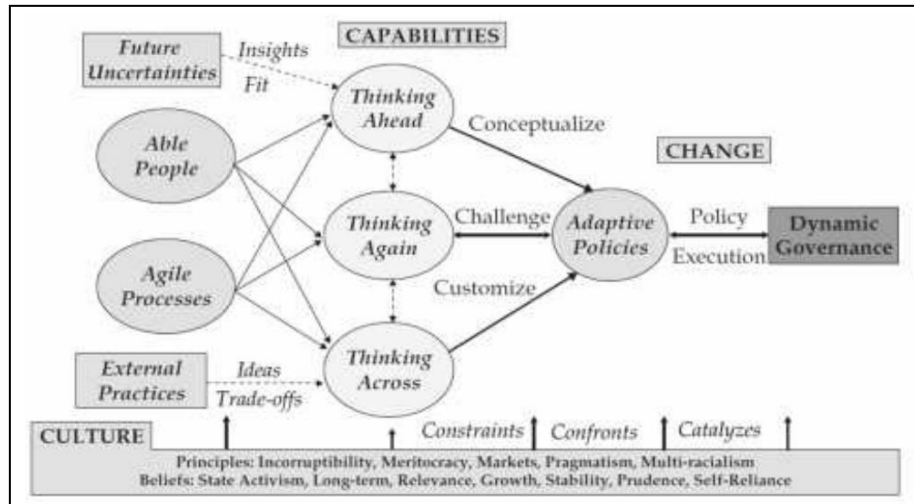 CAPABILITIES
Future
Uncertainties
Insights
Fit
Thinking
Ahead
Conceptualize
Able
People
CHANGE
Thinking
Again
Challenge
Adaptive
Policies
Policy
Execution
Dynamic
Governance
Agile
Processes
Customize
External
Practices
Ideas
Trade-offs
Thinking
Across
CULTURE
Constraints
Confronts
Catalyzes
Principles: Incorruptibility, Meritocracy, Markets, Pragmatism, Multi-racialism
Beliefs: State Activism, Long-term, Relevance, Growth, Stability, Prudence, Self-Reliance